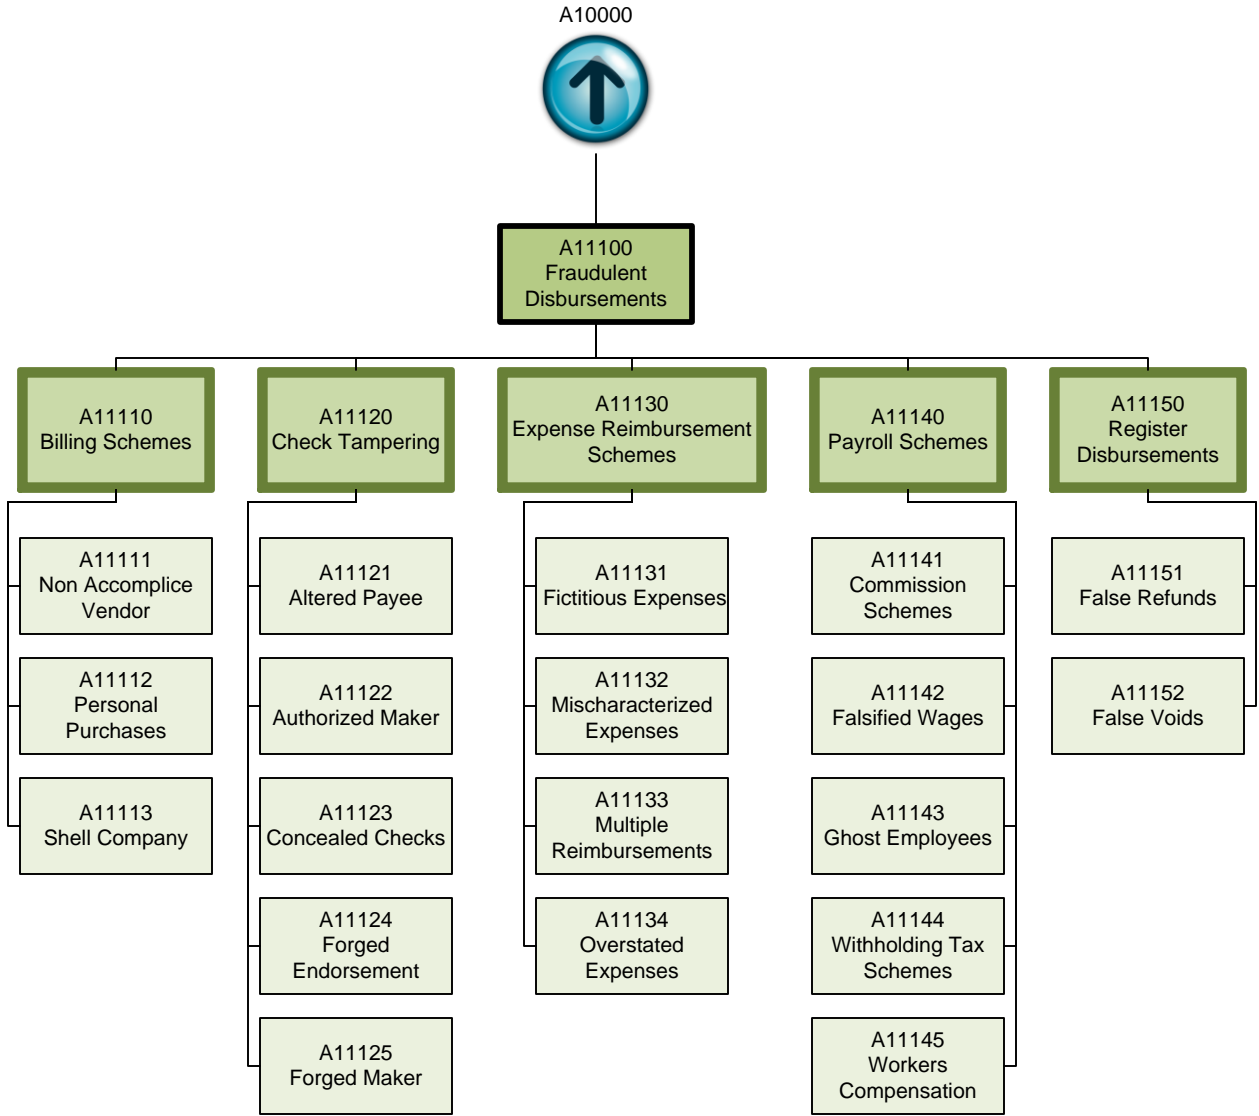 A10000
A11100
Fraudulent
Disbursements
A11110
Billing Schemes
A11120
Check Tampering
A11130
Expense Reimbursement
Schemes
A11140
Payroll Schemes
A11150
Register
Disbursements
A11111
Non Accomplice
Vendor
A11112
Personal
Purchases
A11113
Shell Company
A11121
Altered Payee
A11122
Authorized Maker
A11123
Concealed Checks
A11124
Forged
Endorsement
A11125
Forged Maker
A11131
Fictitious Expenses
A11132
Mischaracterized
Expenses
A11133
Multiple
Reimbursements
A11134
Overstated
Expenses
A11141
Commission
Schemes
A11142
Falsified Wages
A11143
Ghost Employees
A11144
Withholding Tax
Schemes
A11145
Workers
Compensation
A11151
False Refunds
A11152
False Voids